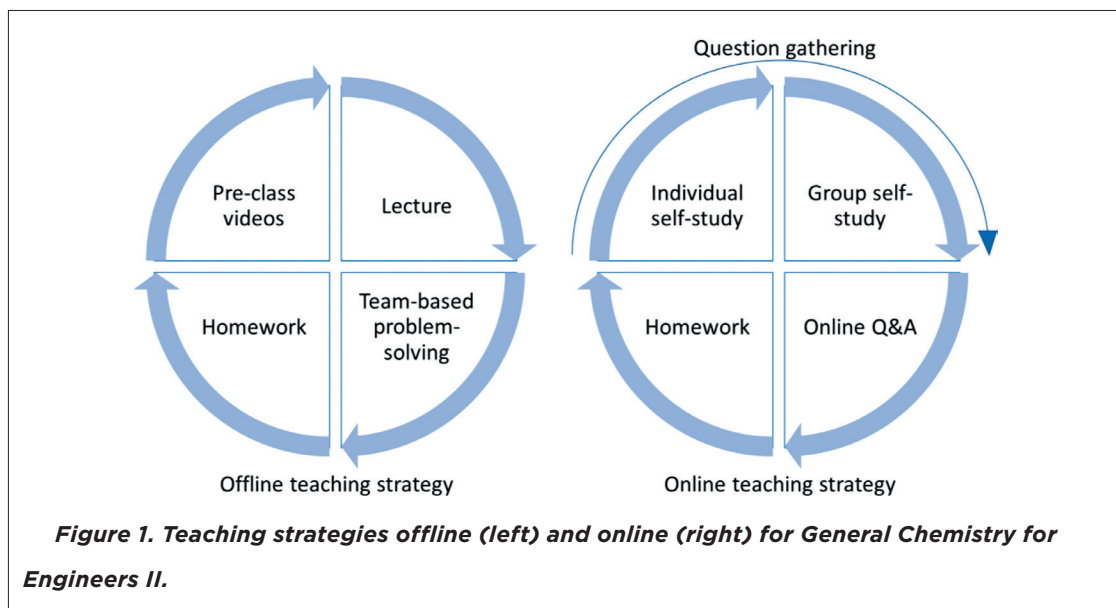 Question gathering
Pre-class
videos
Lecture
Individual
self-study
Group self-
study
Homework
Team-based
problem-
solving
Homework
Online Q&A
Offline teaching strategy
Online teaching strategy
Figure 1. Teaching strategies offline (left) and online (right) for General Chemistry for
Engineers II.